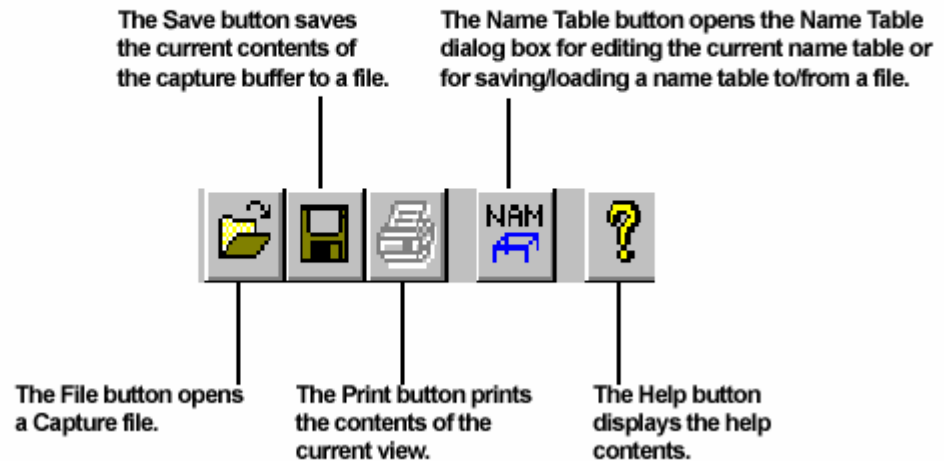 The Save button saves
the current contents of
the capture buffer to a file.
The Name Table button opens the Name Table
dialog box for editing the current name table or
for saving/loading a name table to/from a file.
NAM
The File button opens
a Capture file.
The Print button prints
the contents of the
current view.
The Help button
displays the help
contents.